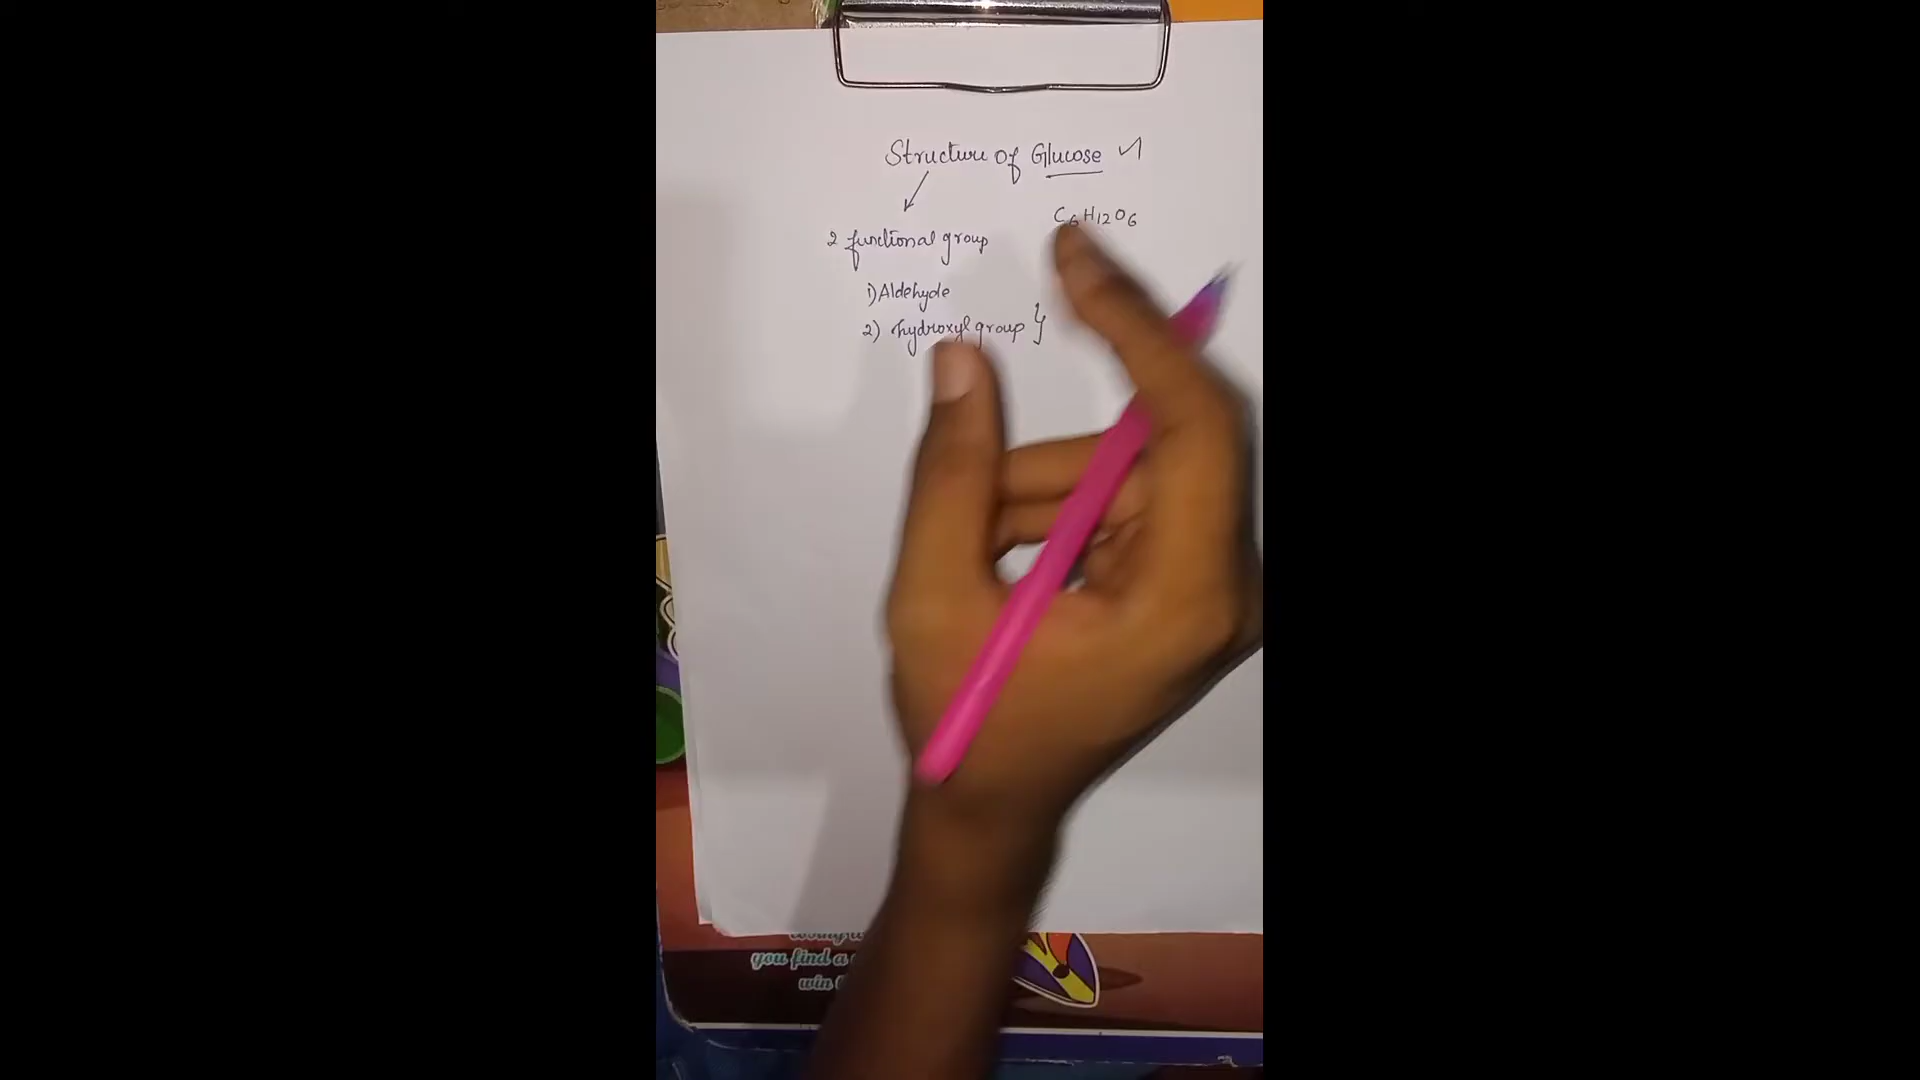 Structure of Glucose
C6H12O6
2 functional group
1) Aldehyde
2) hydroxyl group }
you find a
win